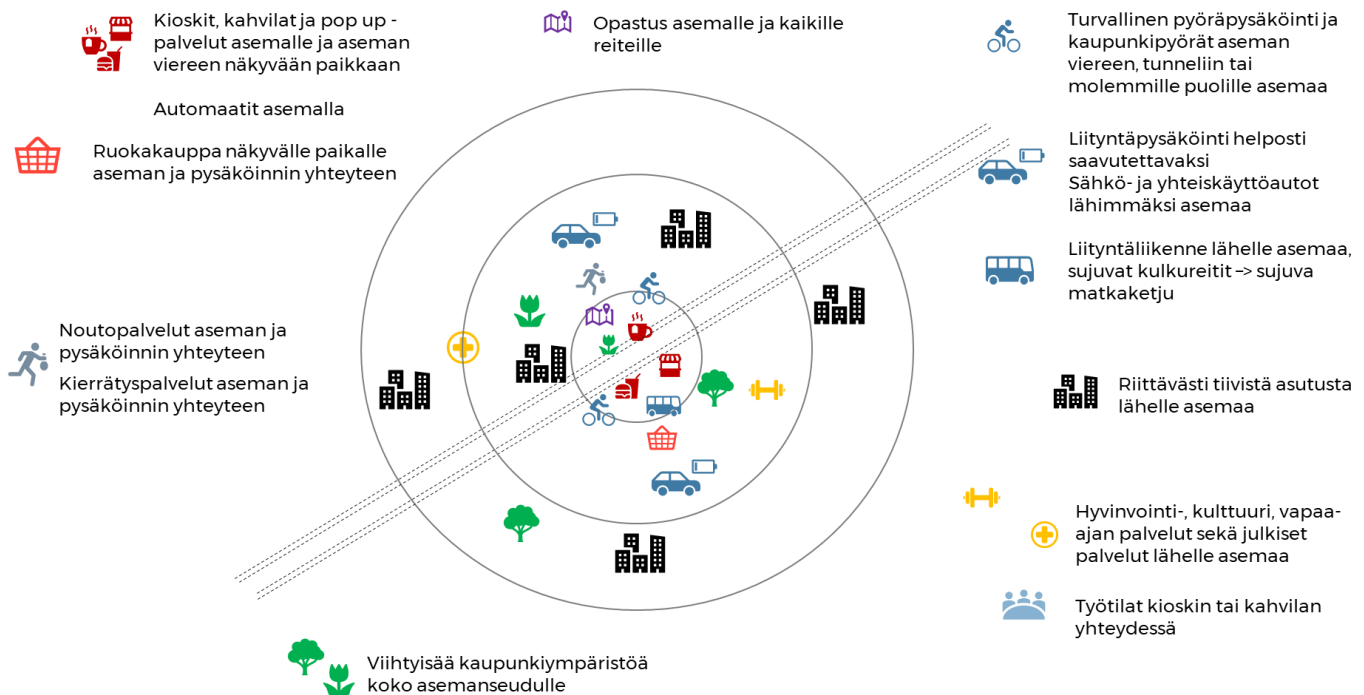 Kioskit, kahvilat ja pop up -
palvelut asemalle ja aseman
viereen näkyvään paikkaan
Automaatit asemalla
Ruokakauppa näkyvälle paikalle
aseman ja pysäköinnin yhteyteen
Noutopalvelut aseman ja
pysäköinnin yhteyteen
Kierrätyspalvelut aseman ja
pysäköinnin yhteyteen
Opastus asemalle ja kaikille
reiteille
Turvallinen pyöräpysäköinti ja
kaupunkipyörät aseman
viereen, tunneliin tai
molemmille puolille asemaa
Liityntäpysäköinti helposti
saavutettavaksi
Sähkö- ja yhteiskäyttöautot
lähimmäksi asemaa
Liityntäliikenne lähelle asemaa,
sujuvat kulkureitit –> sujuva
matkaketju
Riittävästi tiivistä asutusta
lähelle asemaa
Hyvinvointi-, kulttuuri, vapaa-
ajan palvelut sekä julkiset
palvelut lähelle asemaa
Työtilat kioskin tai kahvilan
yhteydessä
Viihtyisää kaupunkiympäristöä
koko asemanseudulle